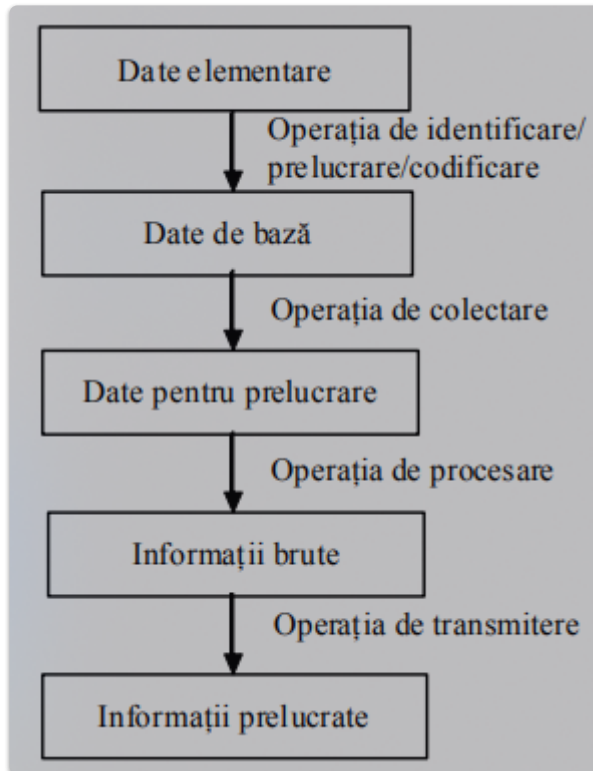 Date elementare
Operația de identificare/
prelucrare/codificare
Date de bază
Operația de colectare
Date pentru prelucrare
Operația de procesare
Informații brute
Operația de transmitere
Informații prelucrate